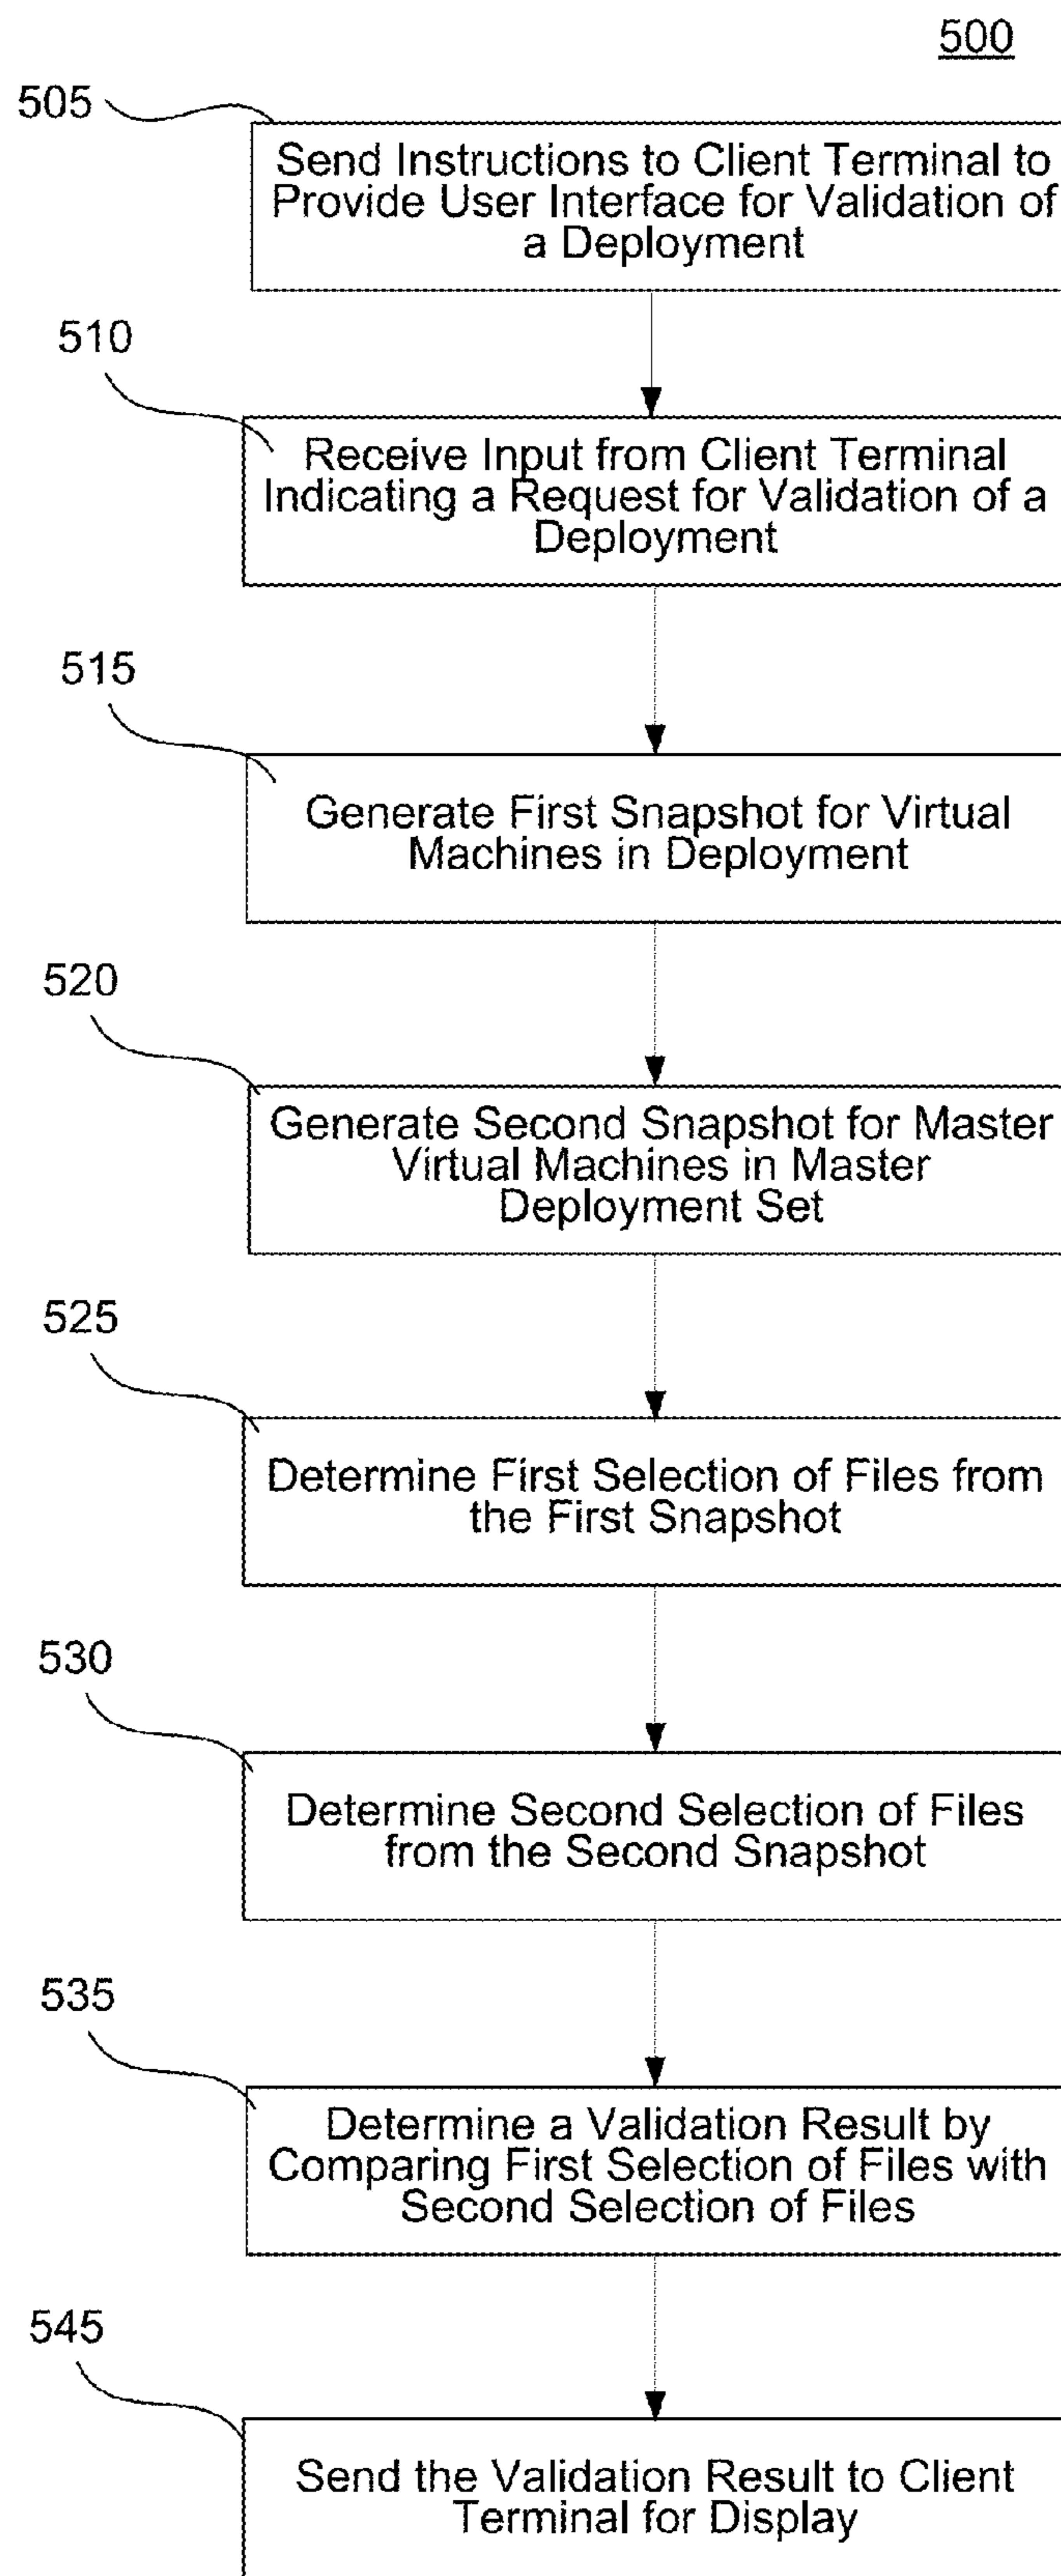 500
505
Send Instructions to Client Terminal to
Provide User Interface for Validation of
a Deployment
510
Receive Input from Client Terminal
Indicating a Request for Validation of a
Deployment
515
Generate First Snapshot for Virtual
Machines in Deployment
520
Generate Second Snapshot for Master
Virtual Machines in Master
Deployment Set
525
Determine First Selection of Files from
the First Snapshot
530
Determine Second Selection of Files
from the Second Snapshot
535
Determine a Validation Result by
Comparing First Selection of Files with
Second Selection of Files
545
Send the Validation Result to Client
Terminal for Display